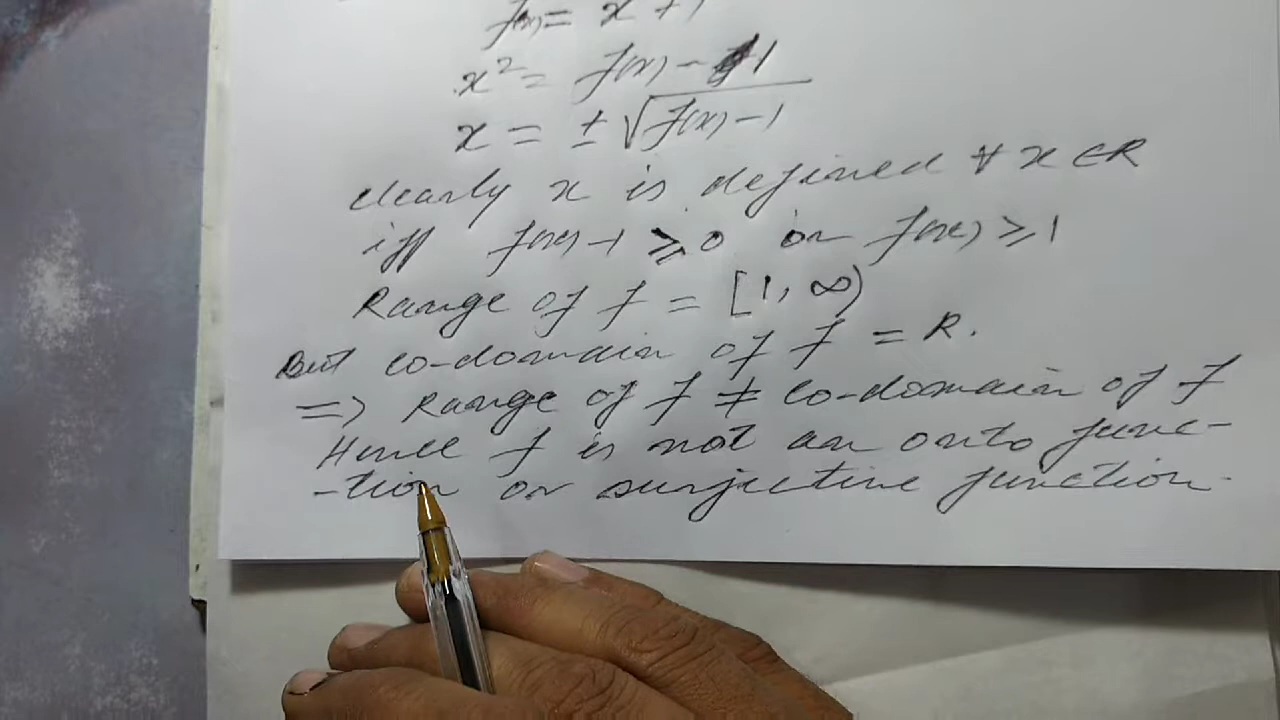 f(x) = x + 1
x² = f(x) - 1
x = ± √f(x) - 1
clearly x is defined ∀ x ∈ R
iff f(x) - 1 ≥ 0 or f(x) ≥ 1
Range of f = [1, ∞)
But co-domain of f = R.
=> Range of f ≠ co-domain of f
Hence f is not an onto func-
-tion or surjective function.